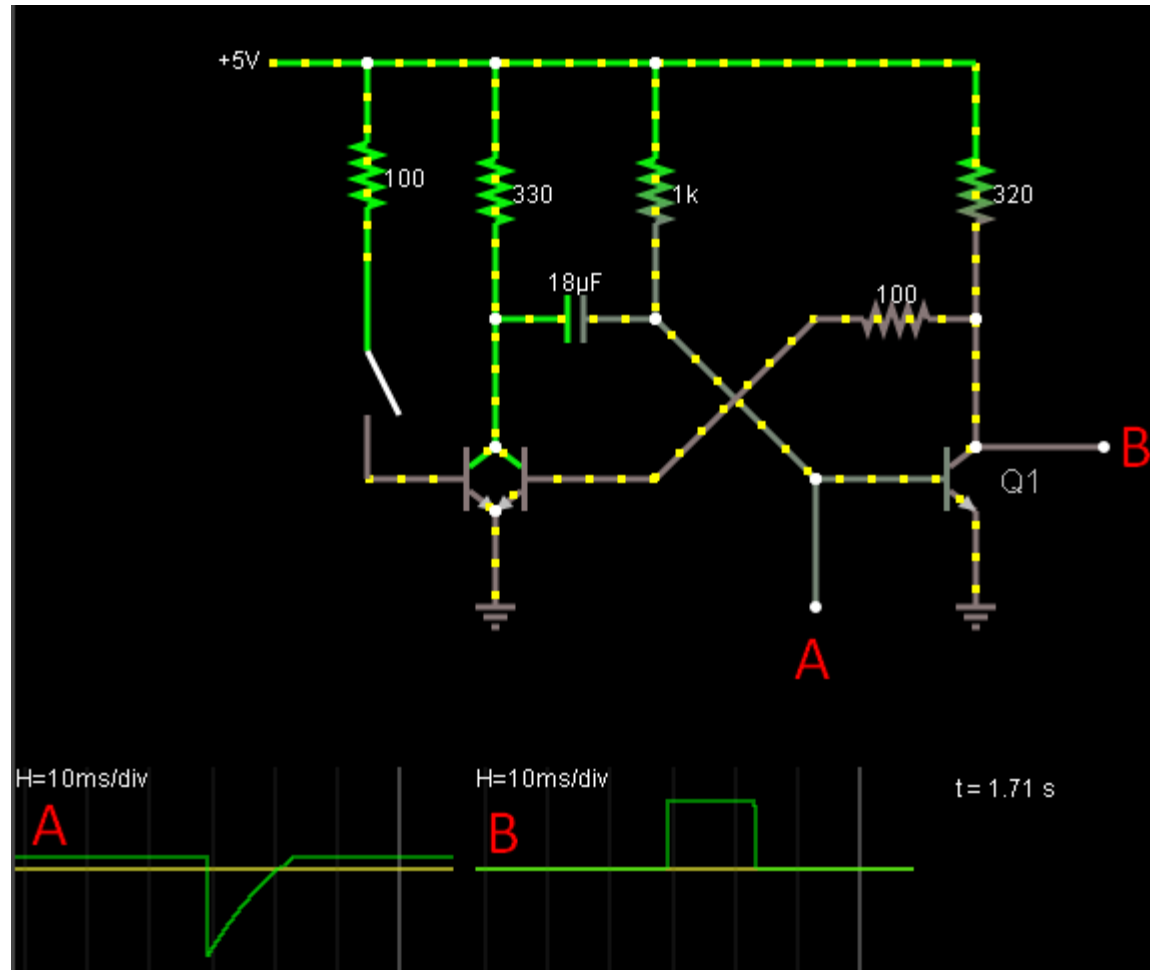 +5V
100
330
1k
320
18µF
100
B
Q1
A
H=10ms/div
A
H=10ms/div
B
t = 1.71 s